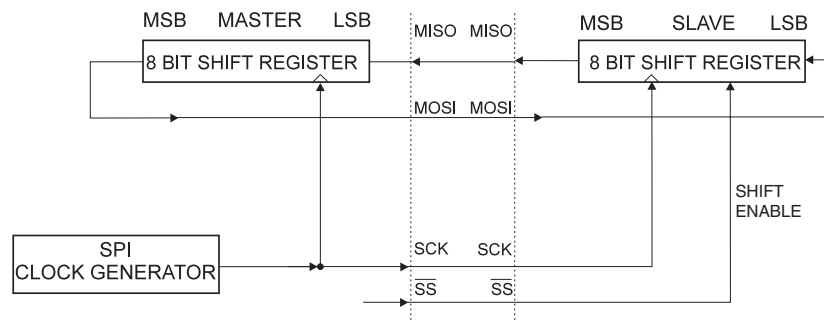 MSB MASTER LSB
MISO MISO
MSB SLAVE LSB
8 BIT SHIFT REGISTER
8 BIT SHIFT REGISTER
MOSI MOSI
SHIFT
ENABLE
SPI
CLOCK GENERATOR
SCK SCK
SS SS